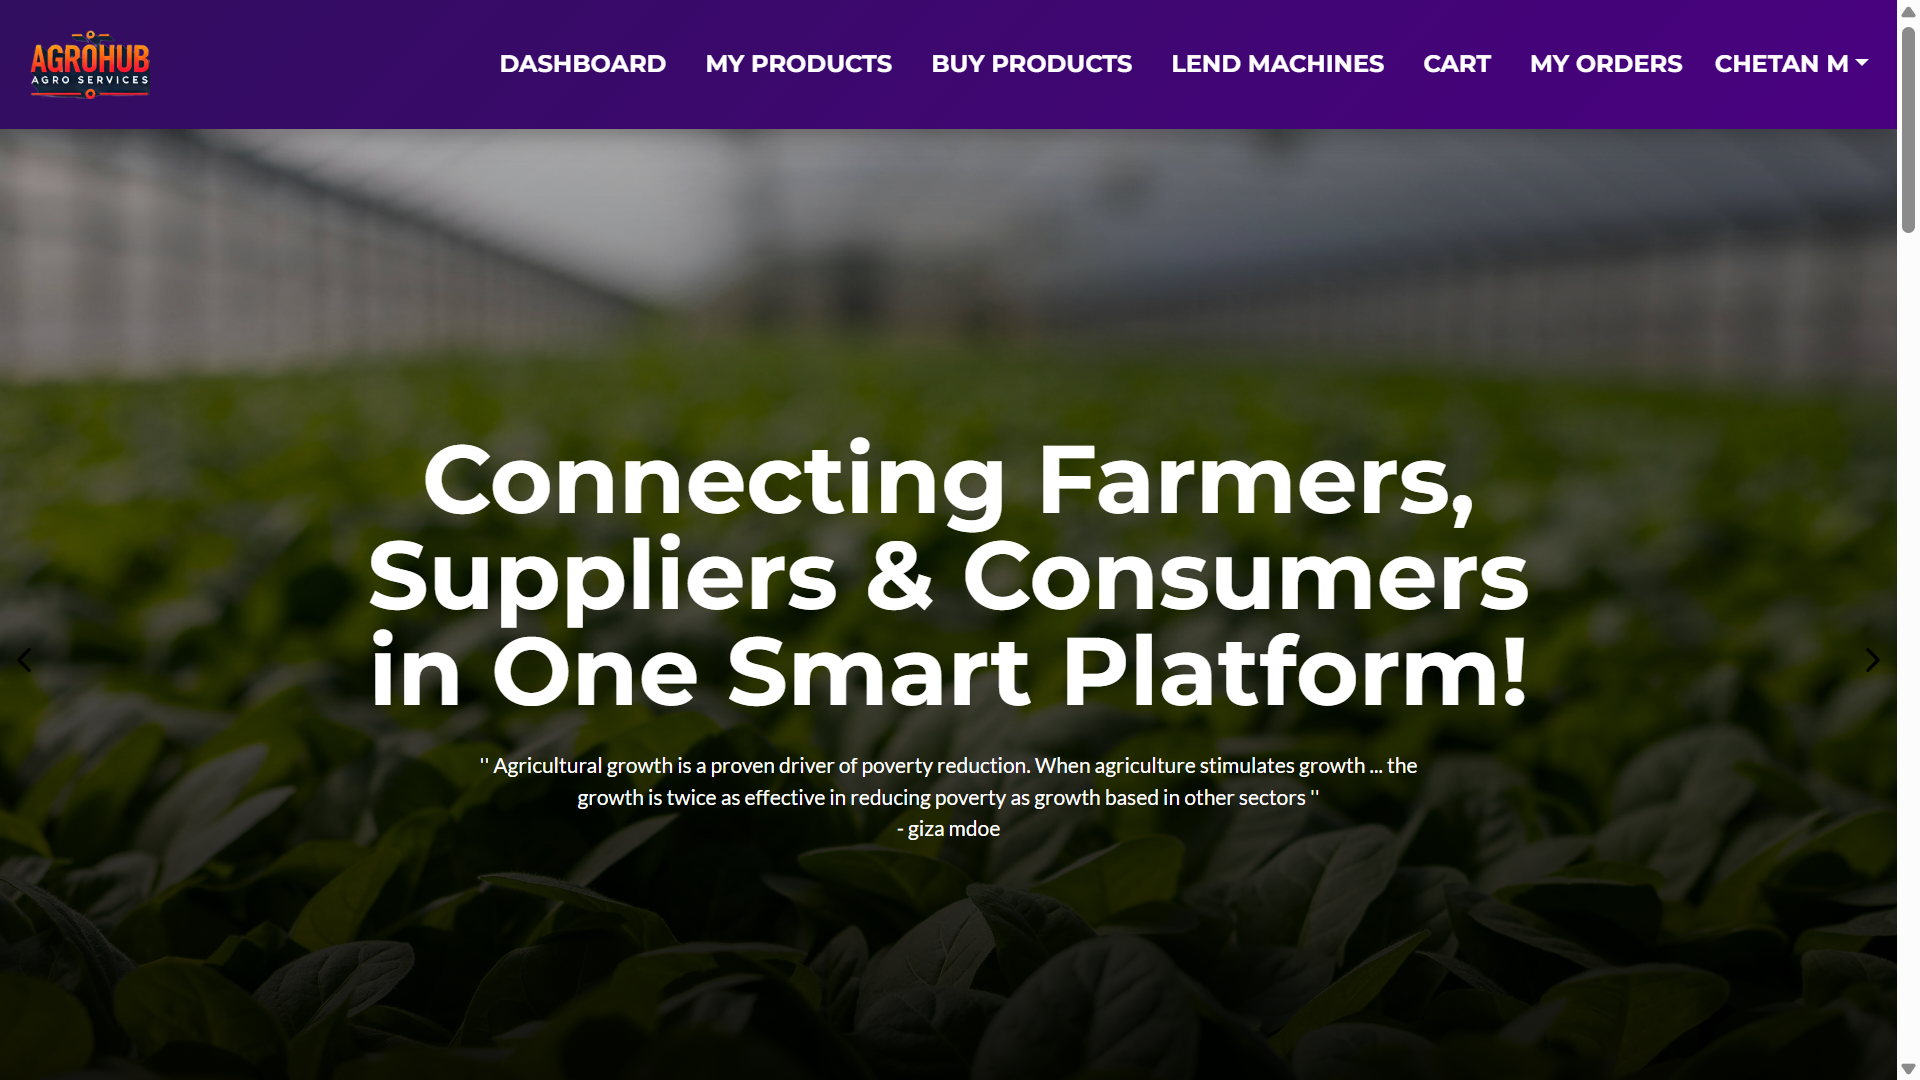 AGROHUB
AGRO SERVICES
DASHBOARD
MY PRODUCTS
BUY PRODUCTS
LEND MACHINES
CART
MY ORDERS
CHETAN M
Connecting Farmers,
Suppliers & Consumers
in One Smart Platform!
'' Agricultural growth is a proven driver of poverty reduction. When agriculture stimulates growth ... the
growth is twice as effective in reducing poverty as growth based in other sectors ''
- giza mdoe